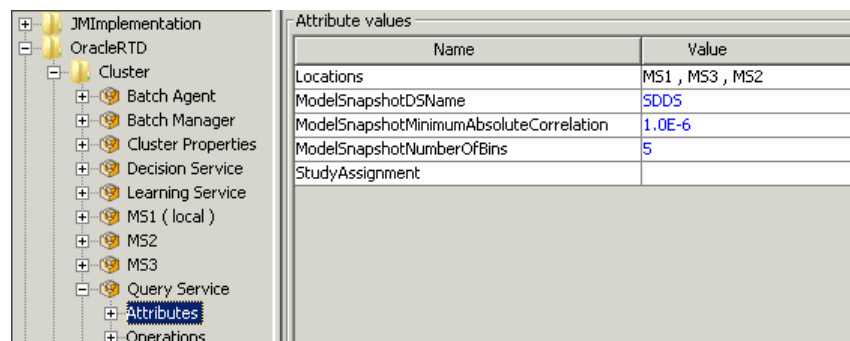 JMImplementation
OracleRTD
Cluster
Batch Agent
Batch Manager
Cluster Properties
Decision Service
Learning Service
MS1 ( local )
MS2
MS3
Query Service
Attributes
Operations
Attribute values
Name Value
Locations MS1 , MS3 , MS2
ModelSnapshotDSName SDDS
ModelSnapshotMinimumAbsoluteCorrelation 1.0E-6
ModelSnapshotNumberOfBins 5
StudyAssignment